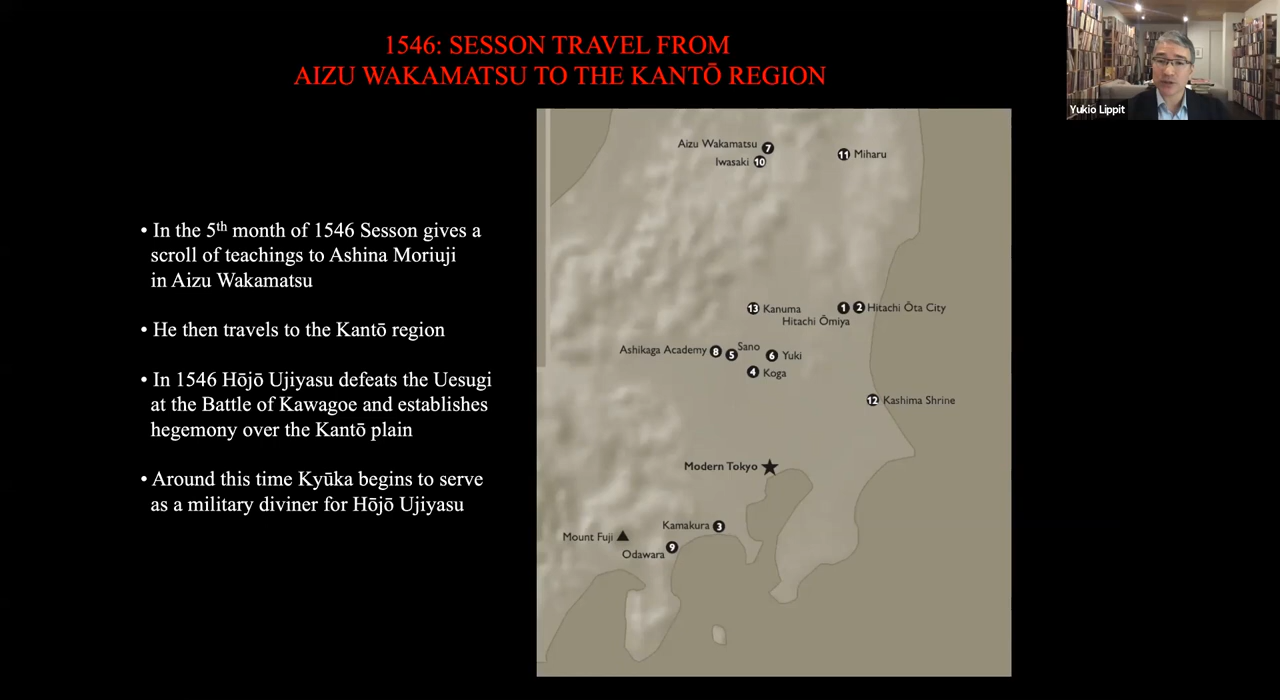 1546: SESSON TRAVEL FROM
AIZU WAKAMATSU TO THE KANTŌ REGION
Yukio Lippit
• In the 5th month of 1546 Sesson gives a
scroll of teachings to Ashina Moriuji
in Aizu Wakamatsu
• He then travels to the Kantō region
• In 1546 Hōjō Ujiyasu defeats the Uesugi
at the Battle of Kawagoe and establishes
hegemony over the Kantō plain
• Around this time Kyūka begins to serve
as a military diviner for Hōjō Ujiyasu
Aizu Wakamatsu 7
Iwasaki 10
11 Miharu
13 Kanuma
1 2 Hitachi Ōta City
Hitachi Ōmiya
Ashikaga Academy 8
5 Sano
6 Yuki
4 Koga
12 Kashima Shrine
Modern Tokyo
Kamakura 3
Mount Fuji
Odawara 9